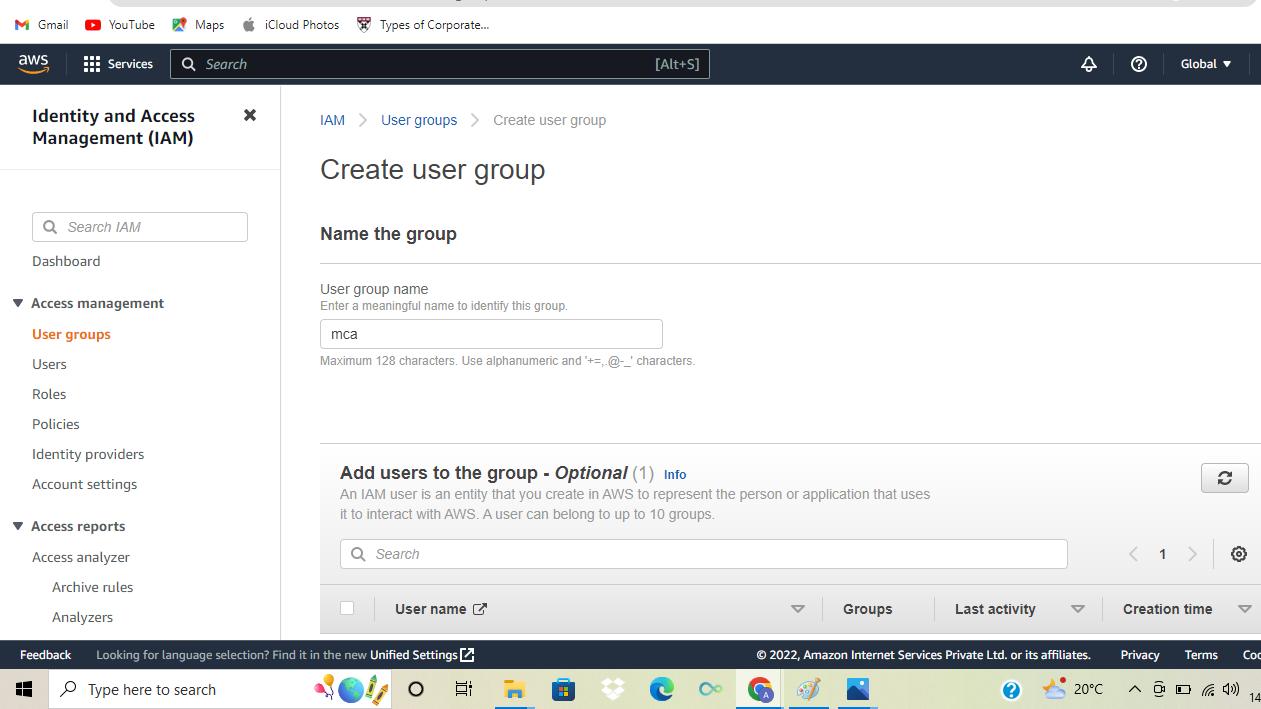 Gmail YouTube Maps iCloud Photos Types of Corporate...
aws Services Search [Alt+S] Global
Identity and Access
Management (IAM)
Search IAM
Dashboard
Access management
User groups
Users
Roles
Policies
Identity providers
Account settings
Access reports
Access analyzer
Archive rules
Analyzers
IAM User groups Create user group
Create user group
Name the group
User group name
Enter a meaningful name to identify this group.
mca
Maximum 128 characters. Use alphanumeric and '+=,.@-_' characters.
Add users to the group - Optional (1) Info
An IAM user is an entity that you create in AWS to represent the person or application that uses
it to interact with AWS. A user can belong to up to 10 groups.
Search 1
User name Groups Last activity Creation time
Feedback Looking for language selection? Find it in the new Unified Settings © 2022, Amazon Internet Services Private Ltd. or its affiliates. Privacy Terms
Type here to search 20°C